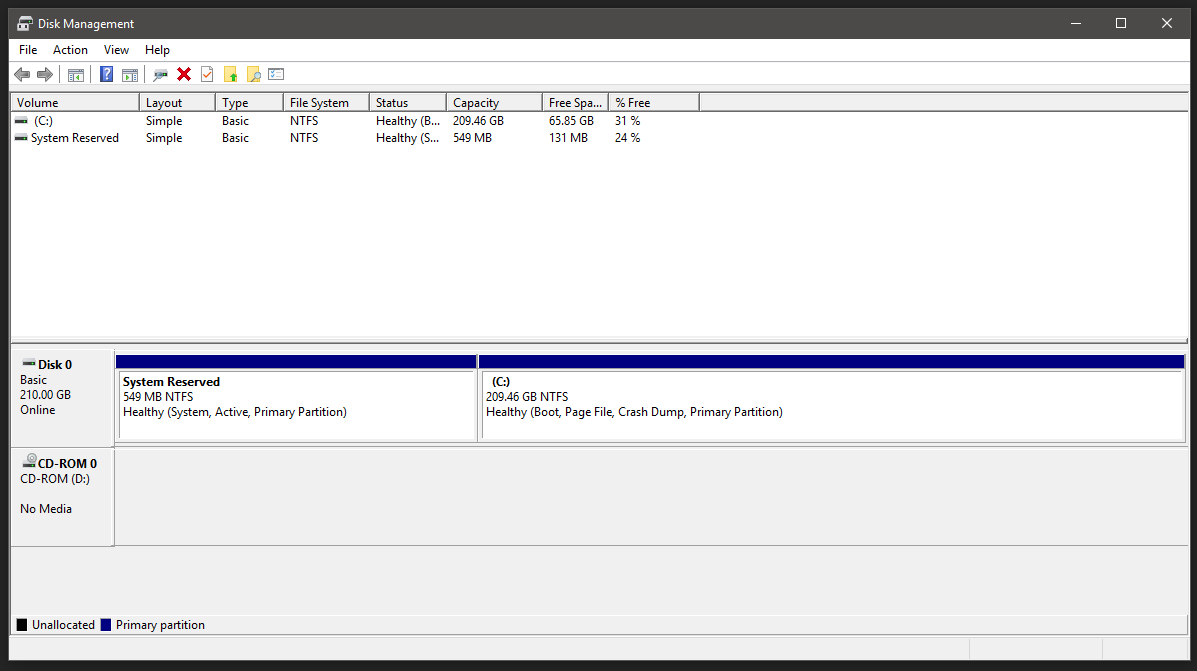 Disk Management
File Action View Help
Volume Layout Type File System Status Capacity Free Spa... % Free
(C:) Simple Basic NTFS Healthy (B... 209.46 GB 65.85 GB 31 %
System Reserved Simple Basic NTFS Healthy (S... 549 MB 131 MB 24 %
Disk 0
Basic
210.00 GB
Online
System Reserved
549 MB NTFS
Healthy (System, Active, Primary Partition)
(C:)
209.46 GB NTFS
Healthy (Boot, Page File, Crash Dump, Primary Partition)
CD-ROM 0
CD-ROM (D:)
No Media
Unallocated Primary partition